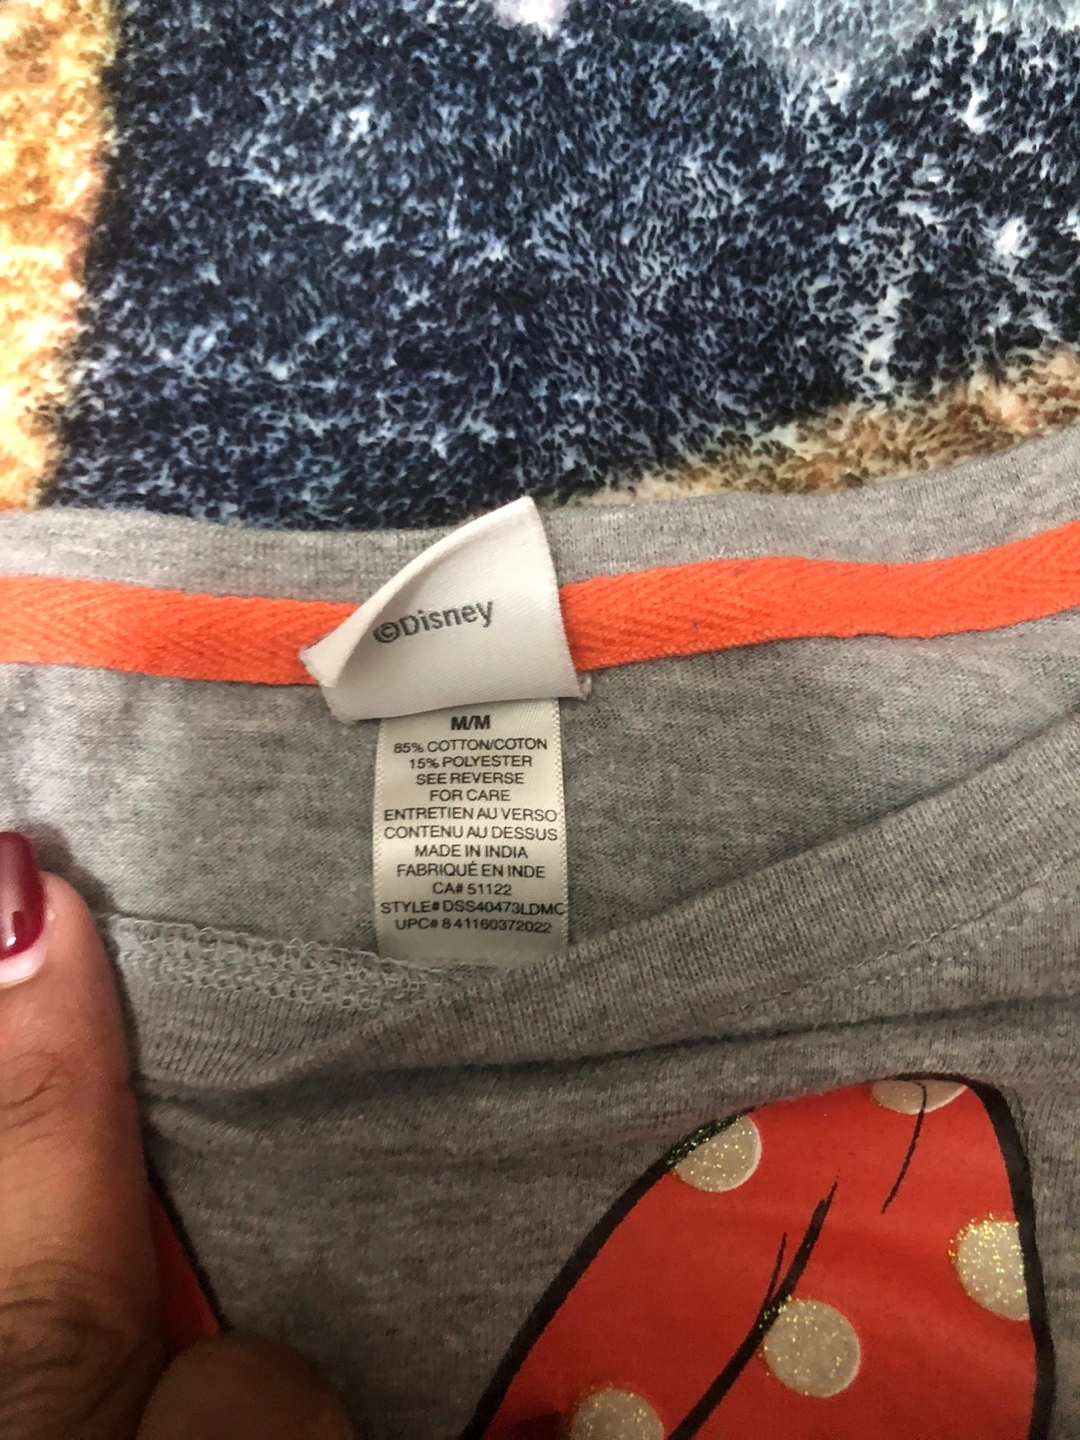 ©Disney
M/M
85% COTTON/COTON
15% POLYESTER
SEE REVERSE
FOR CARE
ENTRETIEN AU VERSO
CONTENU AU DESSUS
MADE IN INDIA
FABRIQUÉ EN INDE
CA# 51122
STYLE# DSS40473LDMC
UPC# 8 41160372022